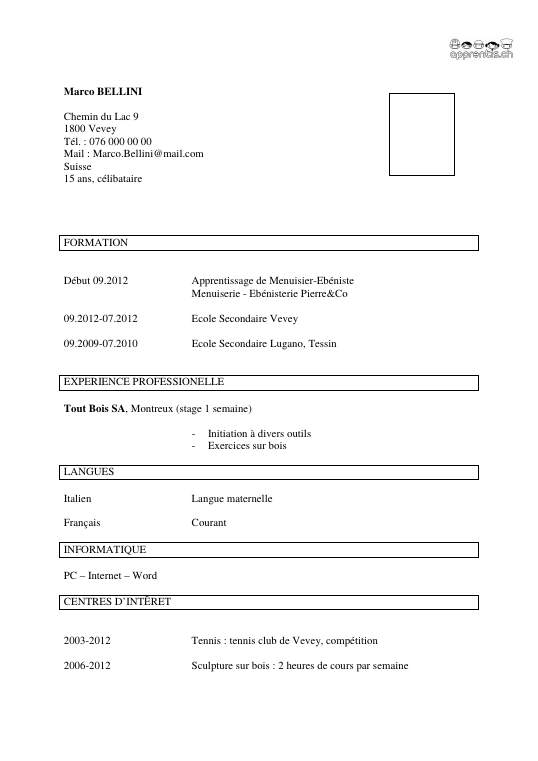 apprentis.ch
Marco BELLINI
Chemin du Lac 9
1800 Vevey
Tél. : 076 000 00 00
Mail : Marco.Bellini@mail.com
Suisse
15 ans, célibataire
FORMATION
Début 09.2012 Apprentissage de Menuisier-Ebéniste
Menuiserie - Ebénisterie Pierre&Co
09.2012-07.2012 Ecole Secondaire Vevey
09.2009-07.2010 Ecole Secondaire Lugano, Tessin
EXPERIENCE PROFESSIONELLE
Tout Bois SA, Montreux (stage 1 semaine)
- Initiation à divers outils
- Exercices sur bois
LANGUES
Italien Langue maternelle
Français Courant
INFORMATIQUE
PC – Internet – Word
CENTRES D'INTÊRET
2003-2012 Tennis : tennis club de Vevey, compétition
2006-2012 Sculpture sur bois : 2 heures de cours par semaine